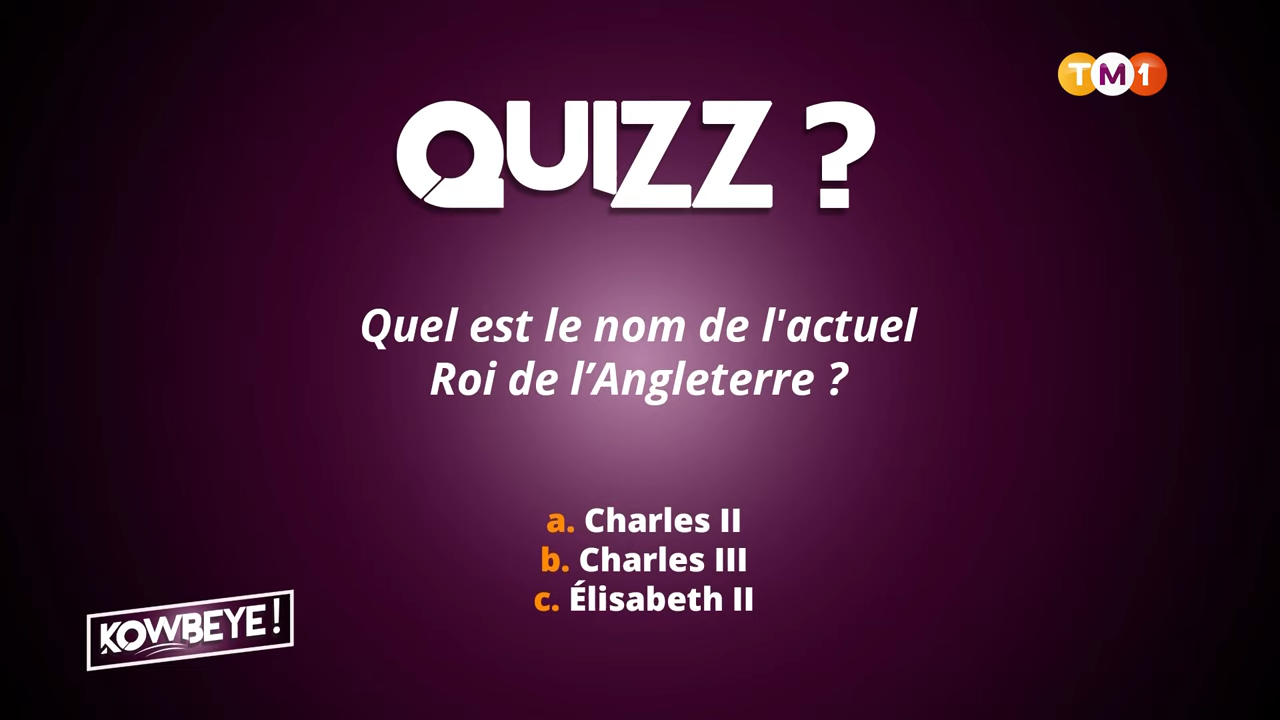 TM1
QUIZZ ?
Quel est le nom de l'actuel
Roi de l’Angleterre ?
a. Charles II
b. Charles III
c. Élisabeth II
KOWBEYE !